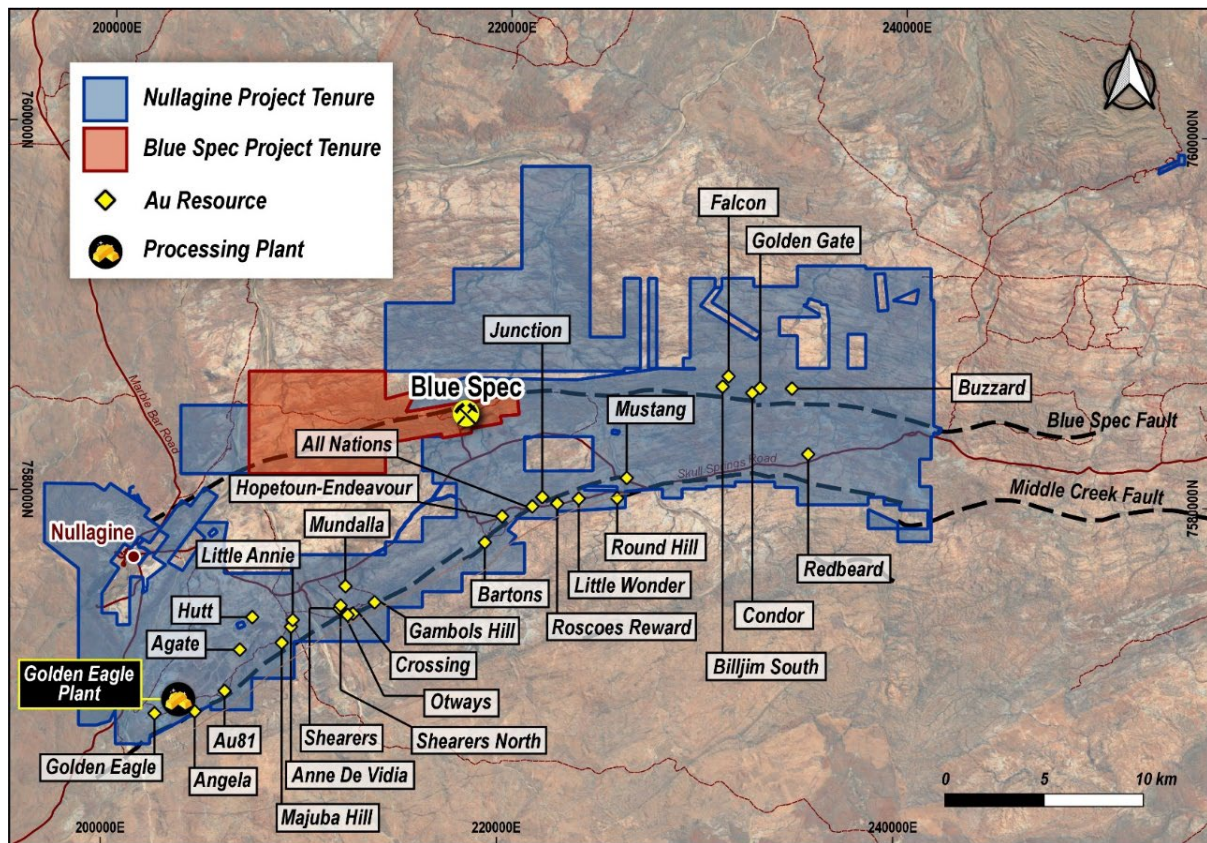 200000E
220000E
240000E
7600000N
7600000N
Nullagine Project Tenure
Blue Spec Project Tenure
Au Resource
Processing Plant
Falcon
Golden Gate
Junction
Marble Bar Road
Blue Spec
Mustang
Buzzard
Blue Spec Fault
All Nations
Skull Springs Road
Hopetoun-Endeavour
Middle Creek Fault
7580000N
7580000N
Mundalla
Nullagine
Little Annie
Round Hill
Redbeard
Bartons
Little Wonder
Hutt
Gambols Hill
Roscoes Reward
Condor
Agate
Crossing
Billjim South
Golden Eagle
Plant
Otways
Au81
Shearers
Shearers North
Golden Eagle
Angela
Anne De Vidia
Majuba Hill
0 5 10 km
200000E
220000E
240000E